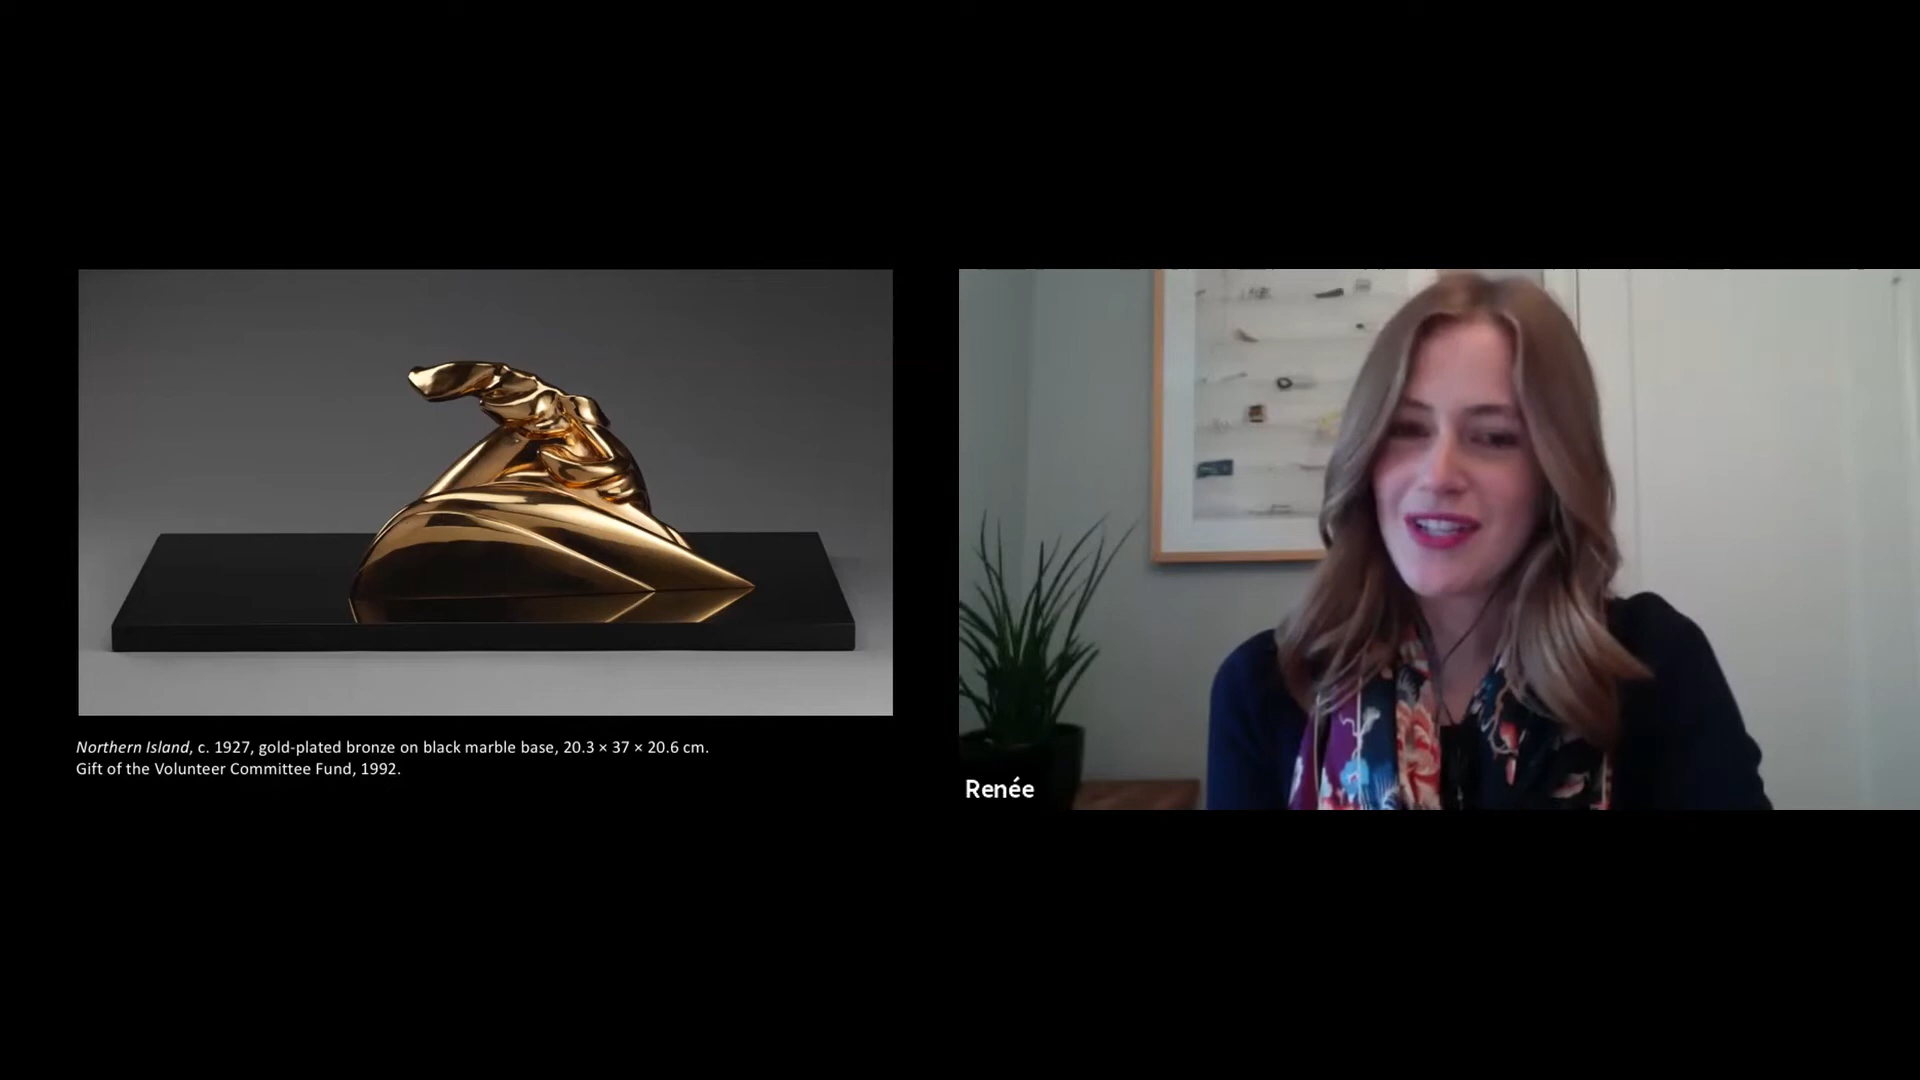 Northern Island, c. 1927, gold-plated bronze on black marble base, 20.3 × 37 × 20.6 cm.
Gift of the Volunteer Committee Fund, 1992.
Renée